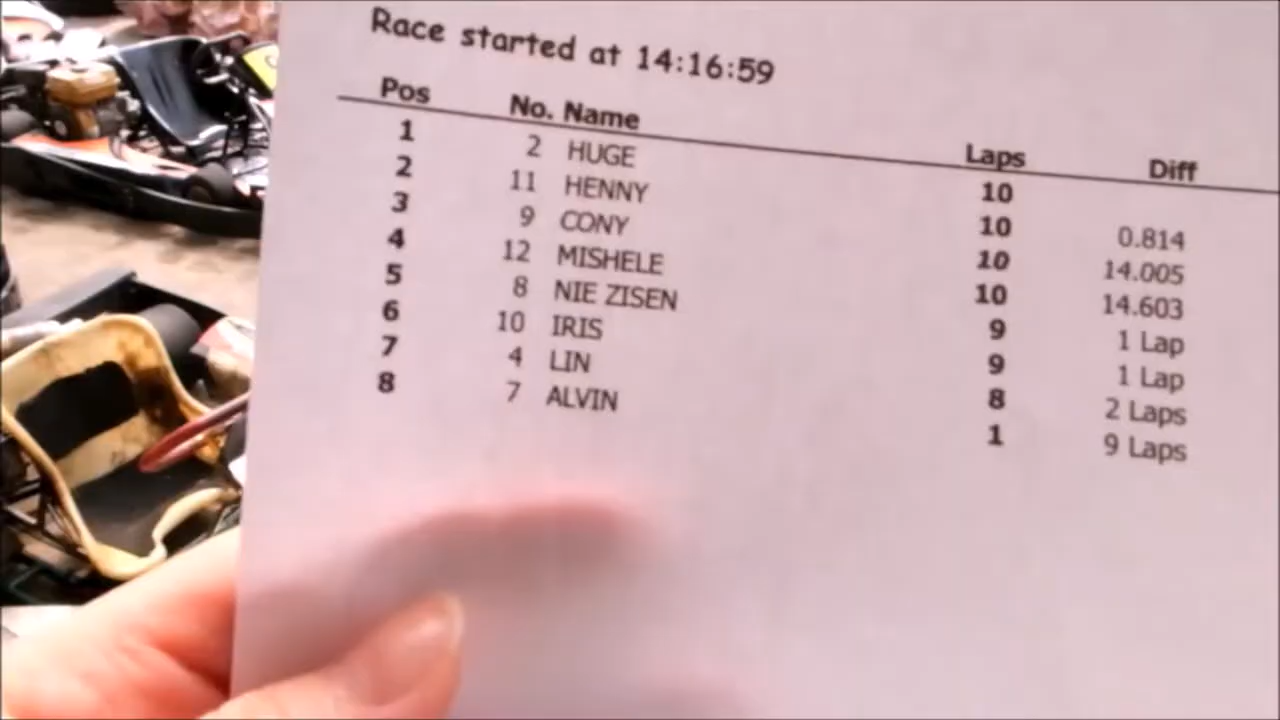 Race started at 14:16:59
Pos No. Name Laps Diff
1 2 HUGE 10
2 11 HENNY 10 0.814
3 9 CONY 10 14.005
4 12 MISHELE 10 14.603
5 8 NIE ZISEN 9 1 Lap
6 10 IRIS 9 1 Lap
7 4 LIN 8 2 Laps
8 7 ALVIN 1 9 Laps